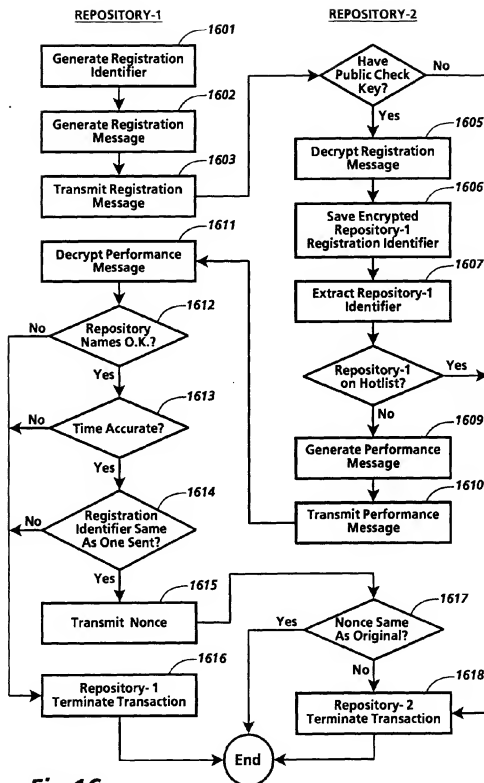 REPOSITORY-1
REPOSITORY-2
1601
Generate Registration
Identifier
1602
Generate Registration
Message
1603
Transmit Registration
Message
Have
Public Check
Key?
No
Yes
1605
Decrypt Registration
Message
1606
Save Encrypted
Repository-1
Registration Identifier
1607
Extract Repository-1
Identifier
Repository-1
on Hotlist?
Yes
No
1609
Generate Performance
Message
1610
Transmit Performance
Message
1611
Decrypt Performance
Message
1612
Repository
Names O.K.?
No
Yes
1613
Time Accurate?
No
Yes
1614
Registration
Identifier Same
As One Sent?
No
Yes
1615
Transmit Nonce
1616
Repository- 1
Terminate Transaction
1617
Nonce Same
As Original?
Yes
No
1618
Repository- 2
Terminate Transaction
End